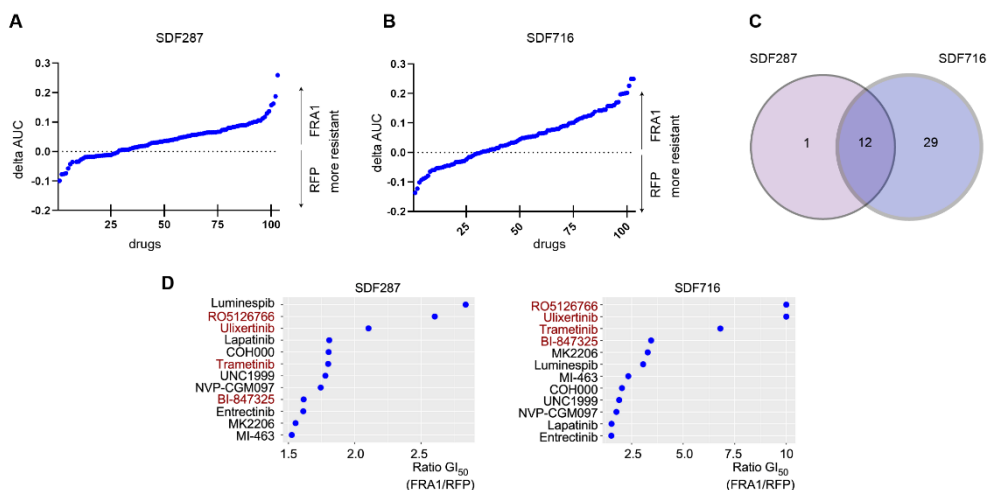 A
SDF287
delta AUC
0.3
0.2
0.1
0.0
-0.1
-0.2
25
50
75
100
drugs
FRA1
RFP
more resistant
B
SDF716
delta AUC
0.3
0.2
0.1
0.0
-0.1
-0.2
25
50
75
100
drugs
FRA1
RFP
more resistant
C
SDF287
SDF716
1
12
29
D
SDF287
Luminespib
RO5126766
Ulixertinib
Lapatinib
COH000
Trametinib
UNC1999
NVP-CGM097
BI-847325
Entrectinib
MK2206
MI-463
1.5
2.0
2.5
Ratio GI50
(FRA1/RFP)
SDF716
RO5126766
Ulixertinib
Trametinib
BI-847325
MK2206
Luminespib
MI-463
COH000
UNC1999
NVP-CGM097
Lapatinib
Entrectinib
2.5
5.0
7.5
10
Ratio GI50
(FRA1/RFP)